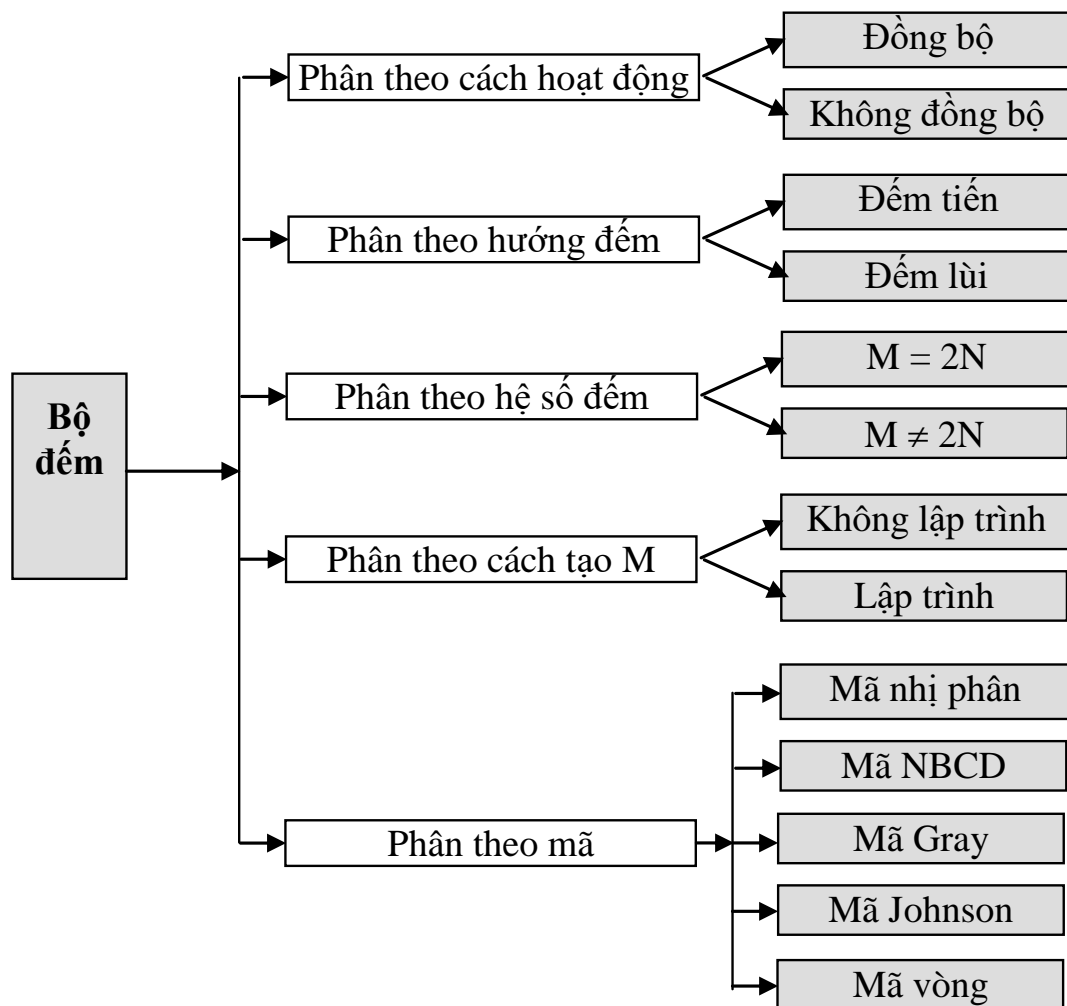 Bộ
đếm
Phân theo cách hoạt động
Đồng bộ
Không đồng bộ
Phân theo hướng đếm
Đếm tiến
Đếm lùi
Phân theo hệ số đếm
M = 2N
M ≠ 2N
Phân theo cách tạo M
Không lập trình
Lập trình
Phân theo mã
Mã nhị phân
Mã NBCD
Mã Gray
Mã Johnson
Mã vòng